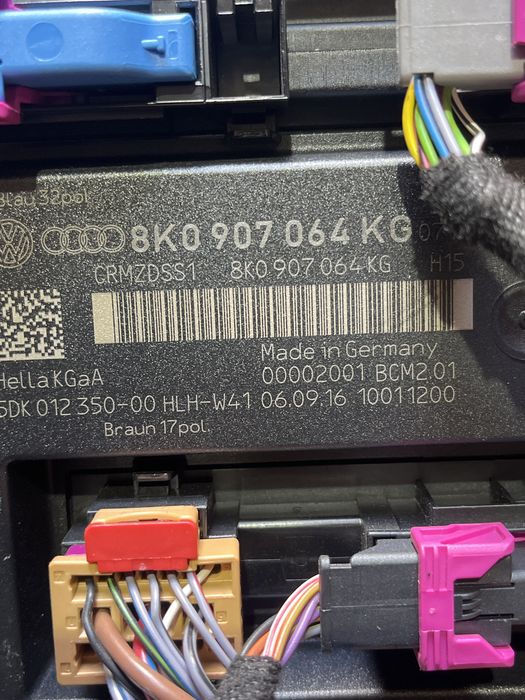 Blau 32pol.
8K0 907 064 KG 07
CRMZDSS1 8K0 907 064 KG H15
Made in Germany
Hella KGaA 00002001 BCM2.01
5DK 012 350-00 HLH-W41 06.09.16 10011200
Braun 17pol.